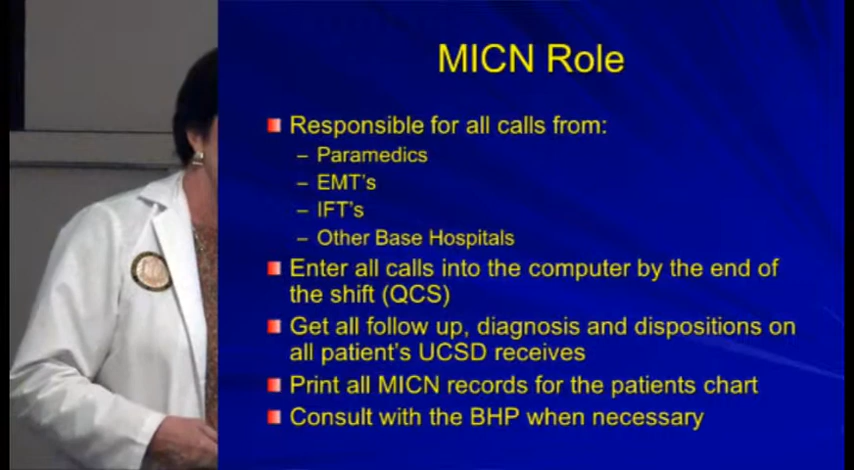 MICN Role
Responsible for all calls from:
– Paramedics
– EMT's
– IFT's
– Other Base Hospitals
Enter all calls into the computer by the end of
the shift (QCS)
Get all follow up, diagnosis and dispositions on
all patient's UCSD receives
Print all MICN records for the patients chart
Consult with the BHP when necessary